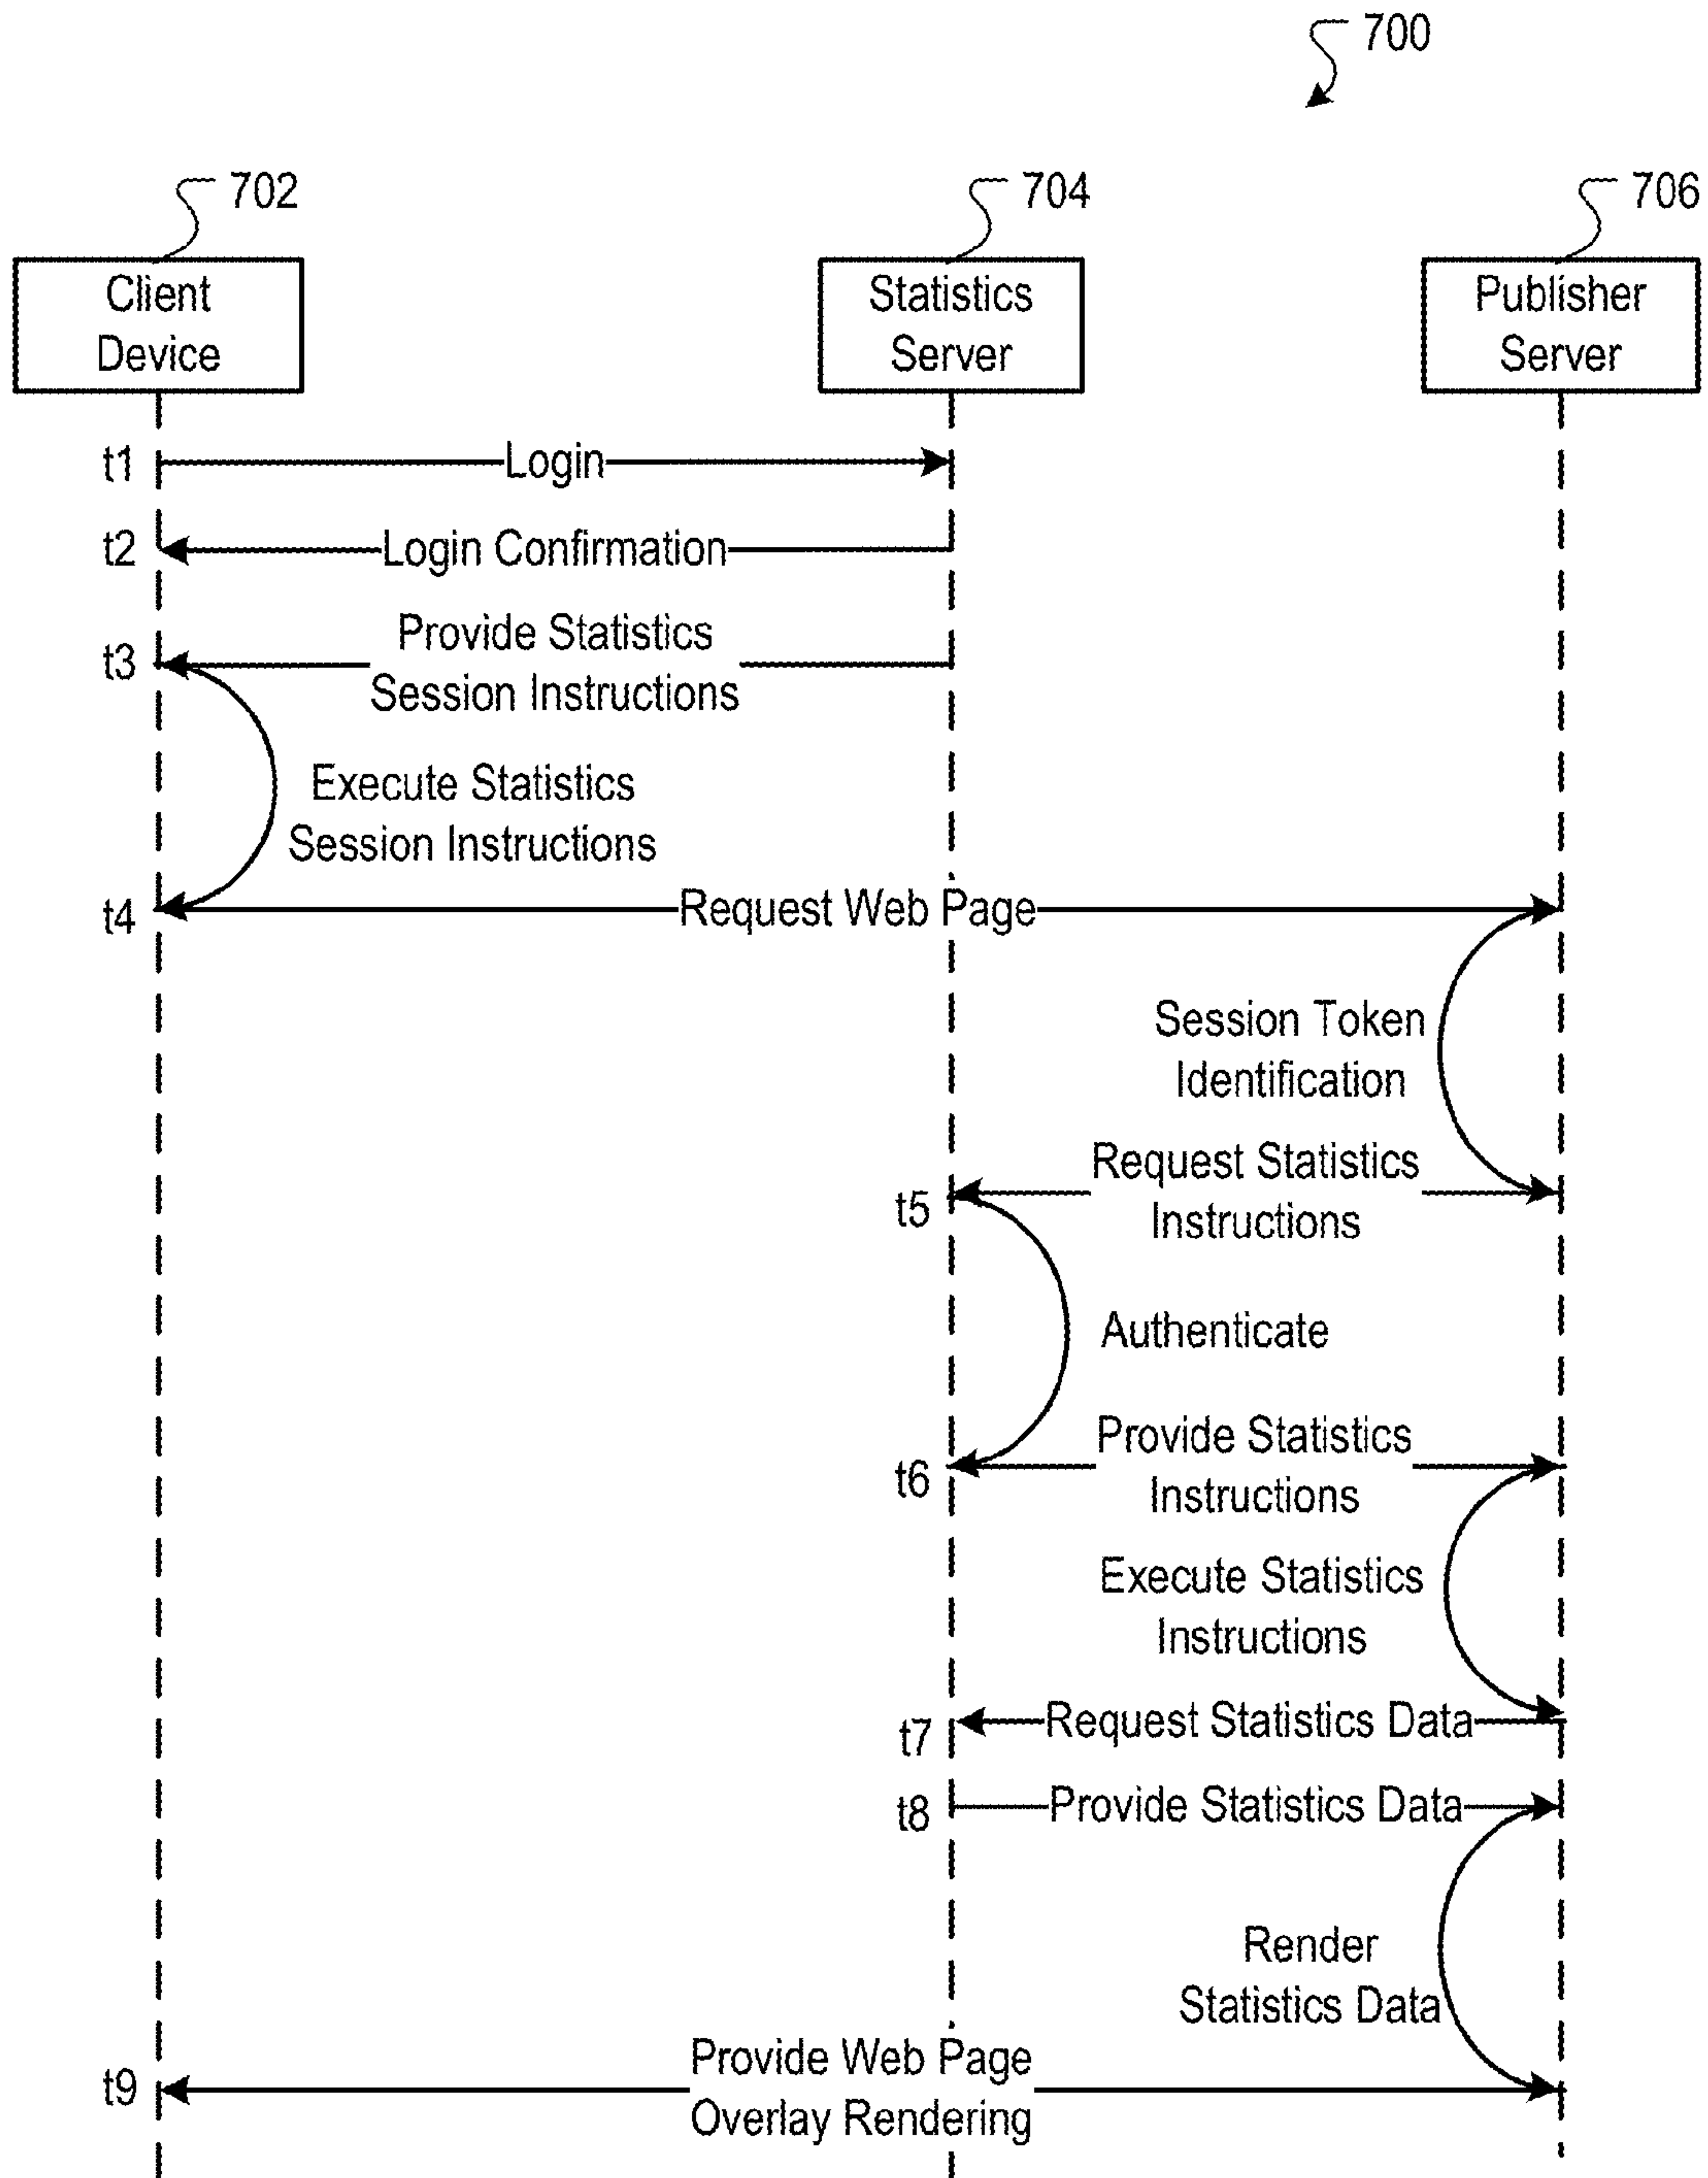 700
702
704
706
Client
Device
Statistics
Server
Publisher
Server
t1
Login
t2
Login Confirmation
t3
Provide Statistics
Session Instructions
Execute Statistics
Session Instructions
t4
Request Web Page
Session Token
Identification
t5
Request Statistics
Instructions
Authenticate
t6
Provide Statistics
Instructions
Execute Statistics
Instructions
t7
Request Statistics Data
t8
Provide Statistics Data
Render
Statistics Data
t9
Provide Web Page
Overlay Rendering